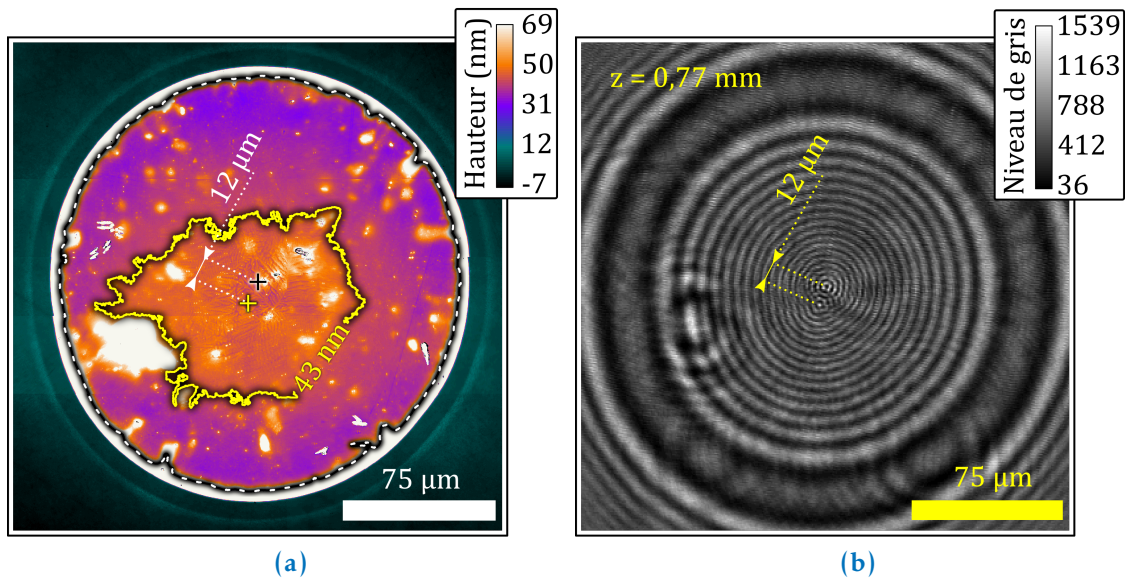 Hauteur (nm)
69
50
31
12
-7
12 µm
43 nm
75 µm
(a)
Niveau de gris
1539
1163
788
412
36
z = 0,77 mm
12 µm
75 µm
(b)